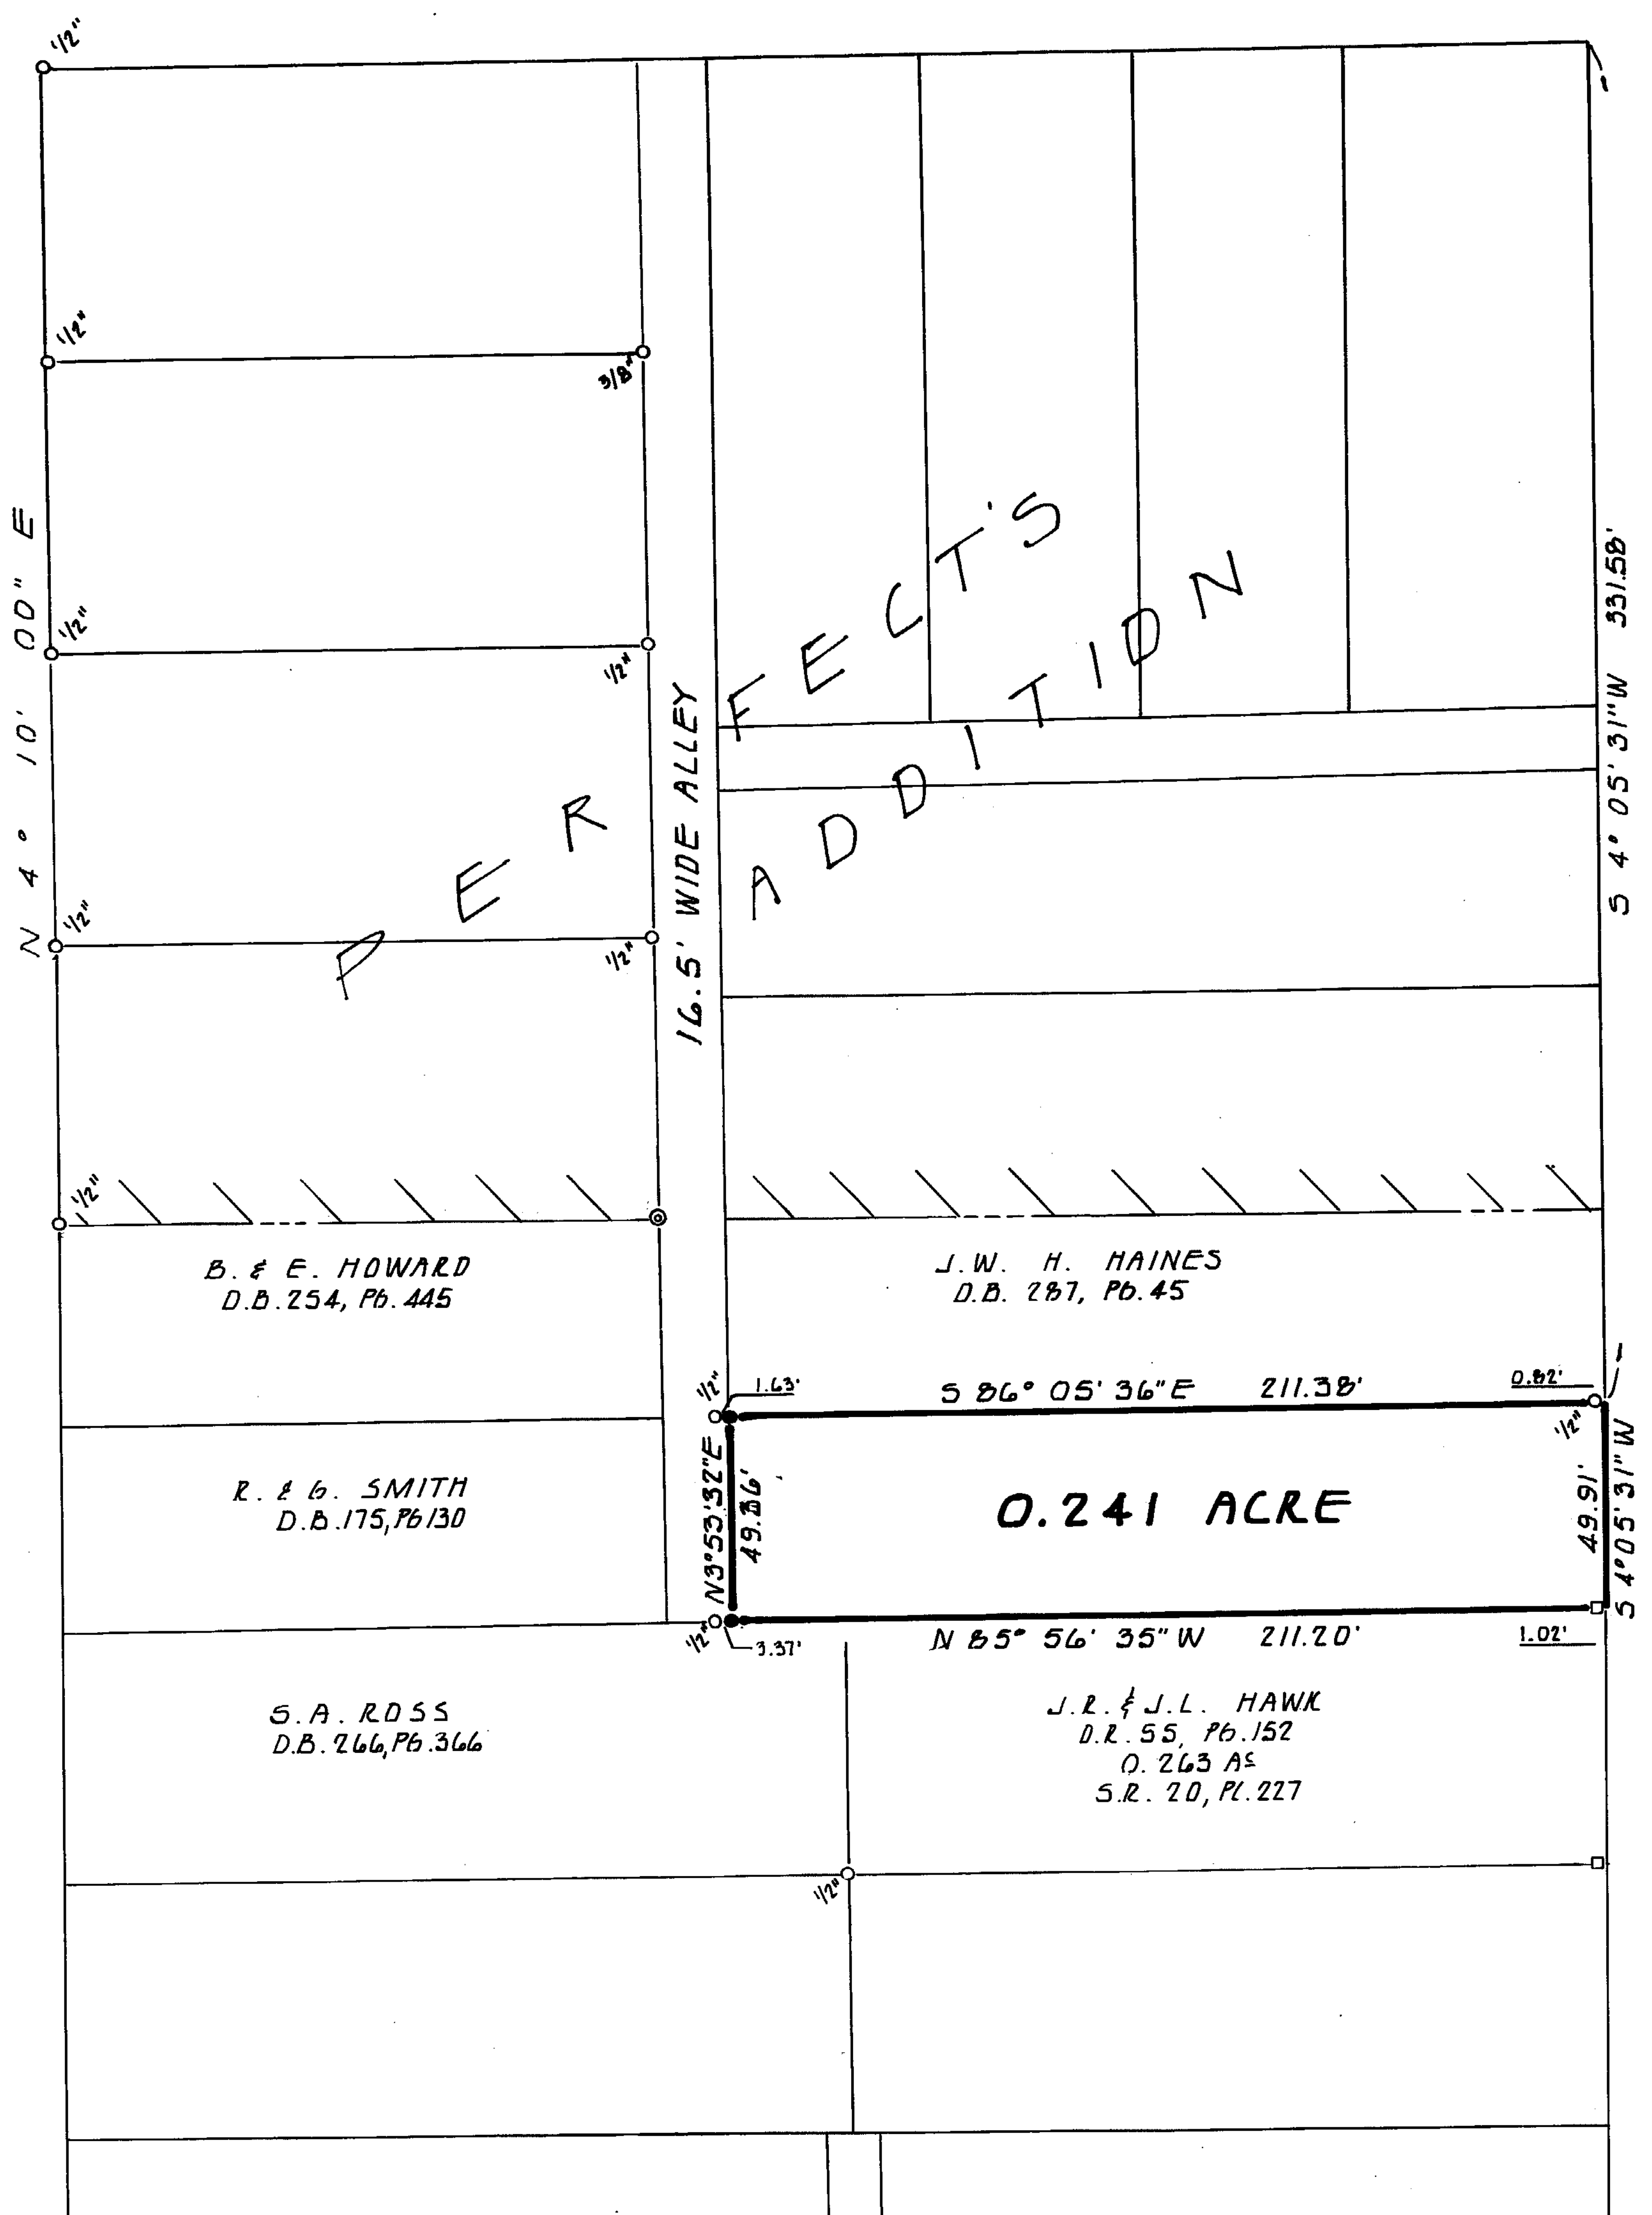 1/2"
1/2"
3/8"
1/2"
1/2"
1/2"
1/2"
1/2"
N 4° 10' 00" E
PERFECT'S
ADDITION
16.5' WIDE ALLEY
S 4° 05' 31" W 331.58'
B. & E. HOWARD
D.B. 254, PG. 445
J.W. H. HAINES
D.B. 287, PG. 45
1/2"
1.63'
S 86° 05' 36" E 211.38'
0.82'
1/2"
R. & G. SMITH
D.B. 175, PG 130
N 3° 53' 32" E
49.86'
0.241 ACRE
49.91'
S 4° 05' 31" W
1/2"
3.37'
N 85° 56' 35" W 211.20'
1.02'
S.A. ROSS
D.B. 266, PG. 366
J.R. & J.L. HAWK
D.R. 55, PG. 152
0.263 Ac
S.R. 20, PL. 227
1/2"